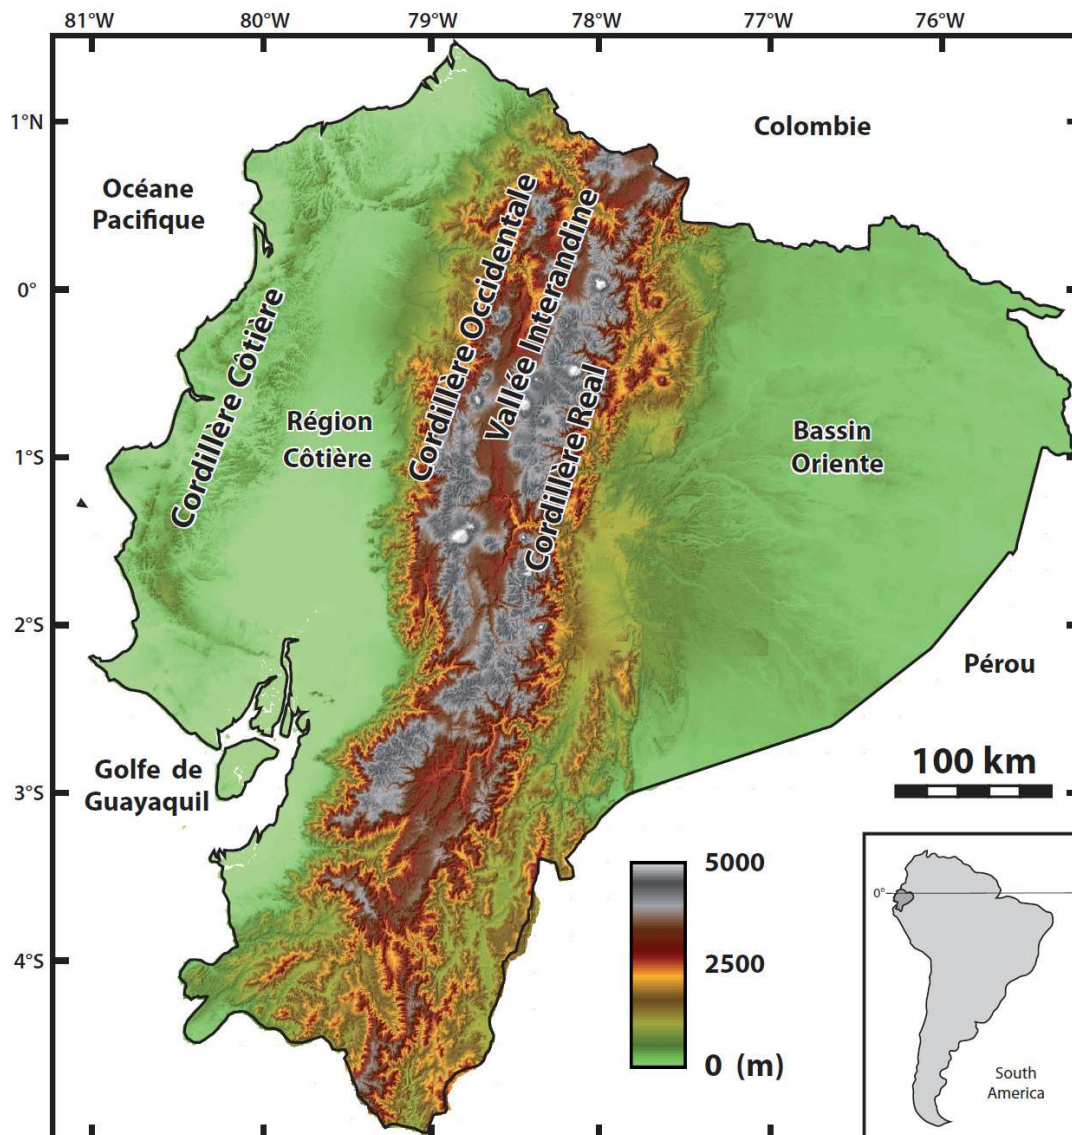 81°W 80°W 79°W 78°W 77°W 76°W
1°N
0°
1°S
2°S
3°S
4°S
Colombie
Océane
Pacifique
Cordillère Côtière
Région
Côtière
Cordillère Occidentale
Vallée Interandine
Cordillère Real
Bassin
Oriente
Pérou
Golfe de
Guayaquil
100 km
5000
2500
0 (m)
0°
South
America